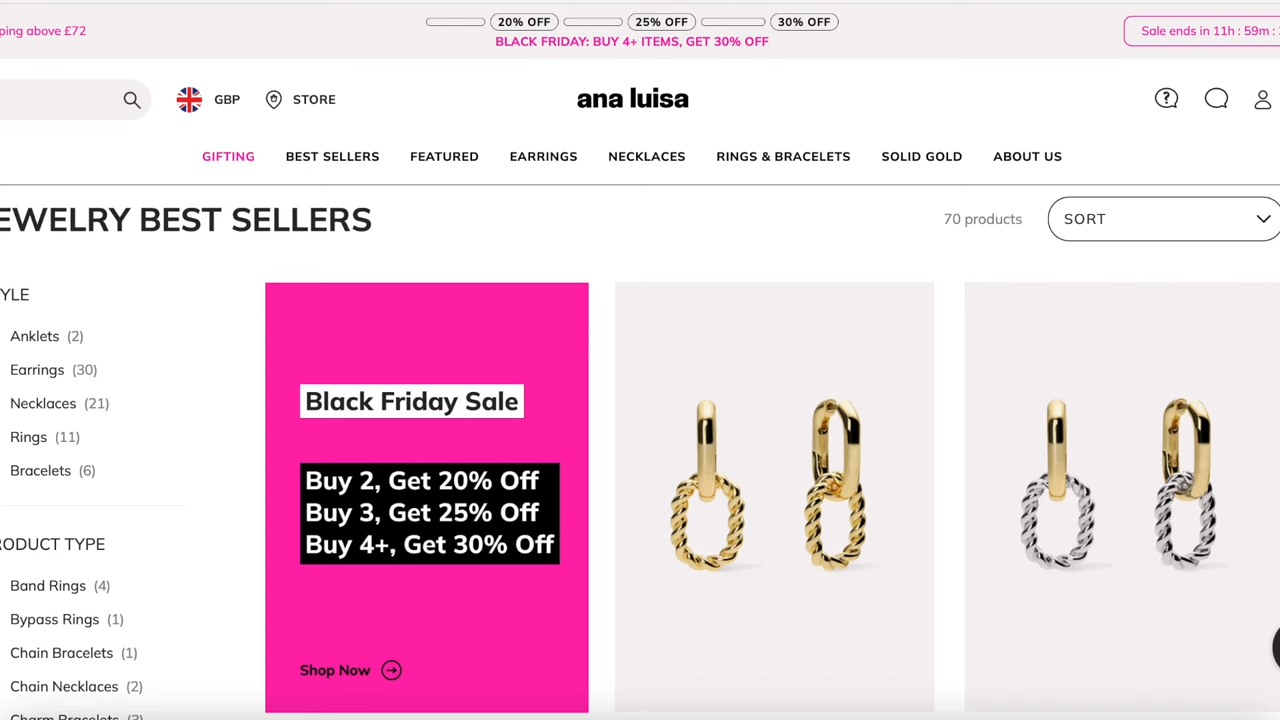 ping above £72
20% OFF 25% OFF 30% OFF
BLACK FRIDAY: BUY 4+ ITEMS, GET 30% OFF
Sale ends in 11h : 59m :
GBP
STORE
ana luisa
GIFTING BEST SELLERS FEATURED EARRINGS NECKLACES RINGS & BRACELETS SOLID GOLD ABOUT US
EWELRY BEST SELLERS
70 products
SORT
YLE
Anklets (2)
Earrings (30)
Necklaces (21)
Rings (11)
Bracelets (6)
RODUCT TYPE
Band Rings (4)
Bypass Rings (1)
Chain Bracelets (1)
Chain Necklaces (2)
Charm Bracelets
Black Friday Sale
Buy 2, Get 20% Off
Buy 3, Get 25% Off
Buy 4+, Get 30% Off
Shop Now